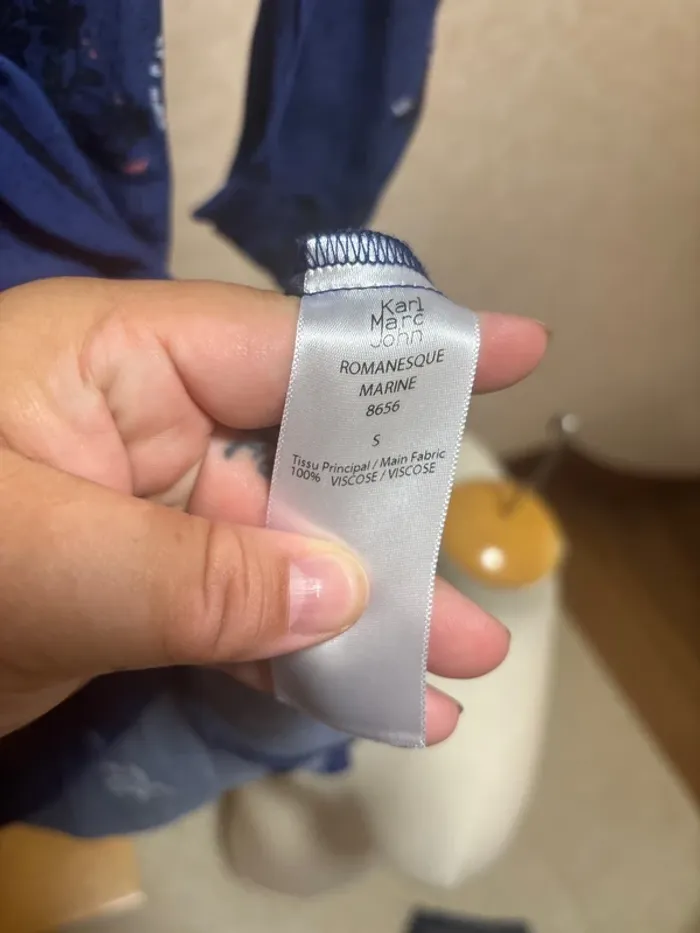 Karl
Marc
John
ROMANESQUE
MARINE
8656
S
Tissu Principal / Main Fabric
100% VISCOSE / VISCOSE